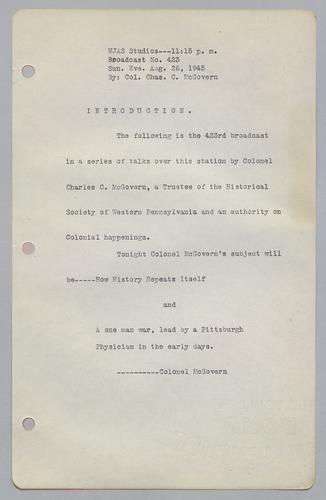 WJAS Studios---11:15 p. m.
Broadcast No. 423
Sun. Eve. Aug. 26, 1945
By: Col. Chas. C. McGovern
I N T R O D U C T I O N .
The following is the 423rd broadcast
in a series of talks over this station by Colonel
Charles C. McGovern, a Trustee of the Historical
Society of Western Pennsylvania and an authority on
Colonial happenings.
Tonight Colonel McGovern's subject will
be-----How History Repeats Itself
and
A one man war, lead by a Pittsburgh
Physician in the early days.
----------Colonel McGovern